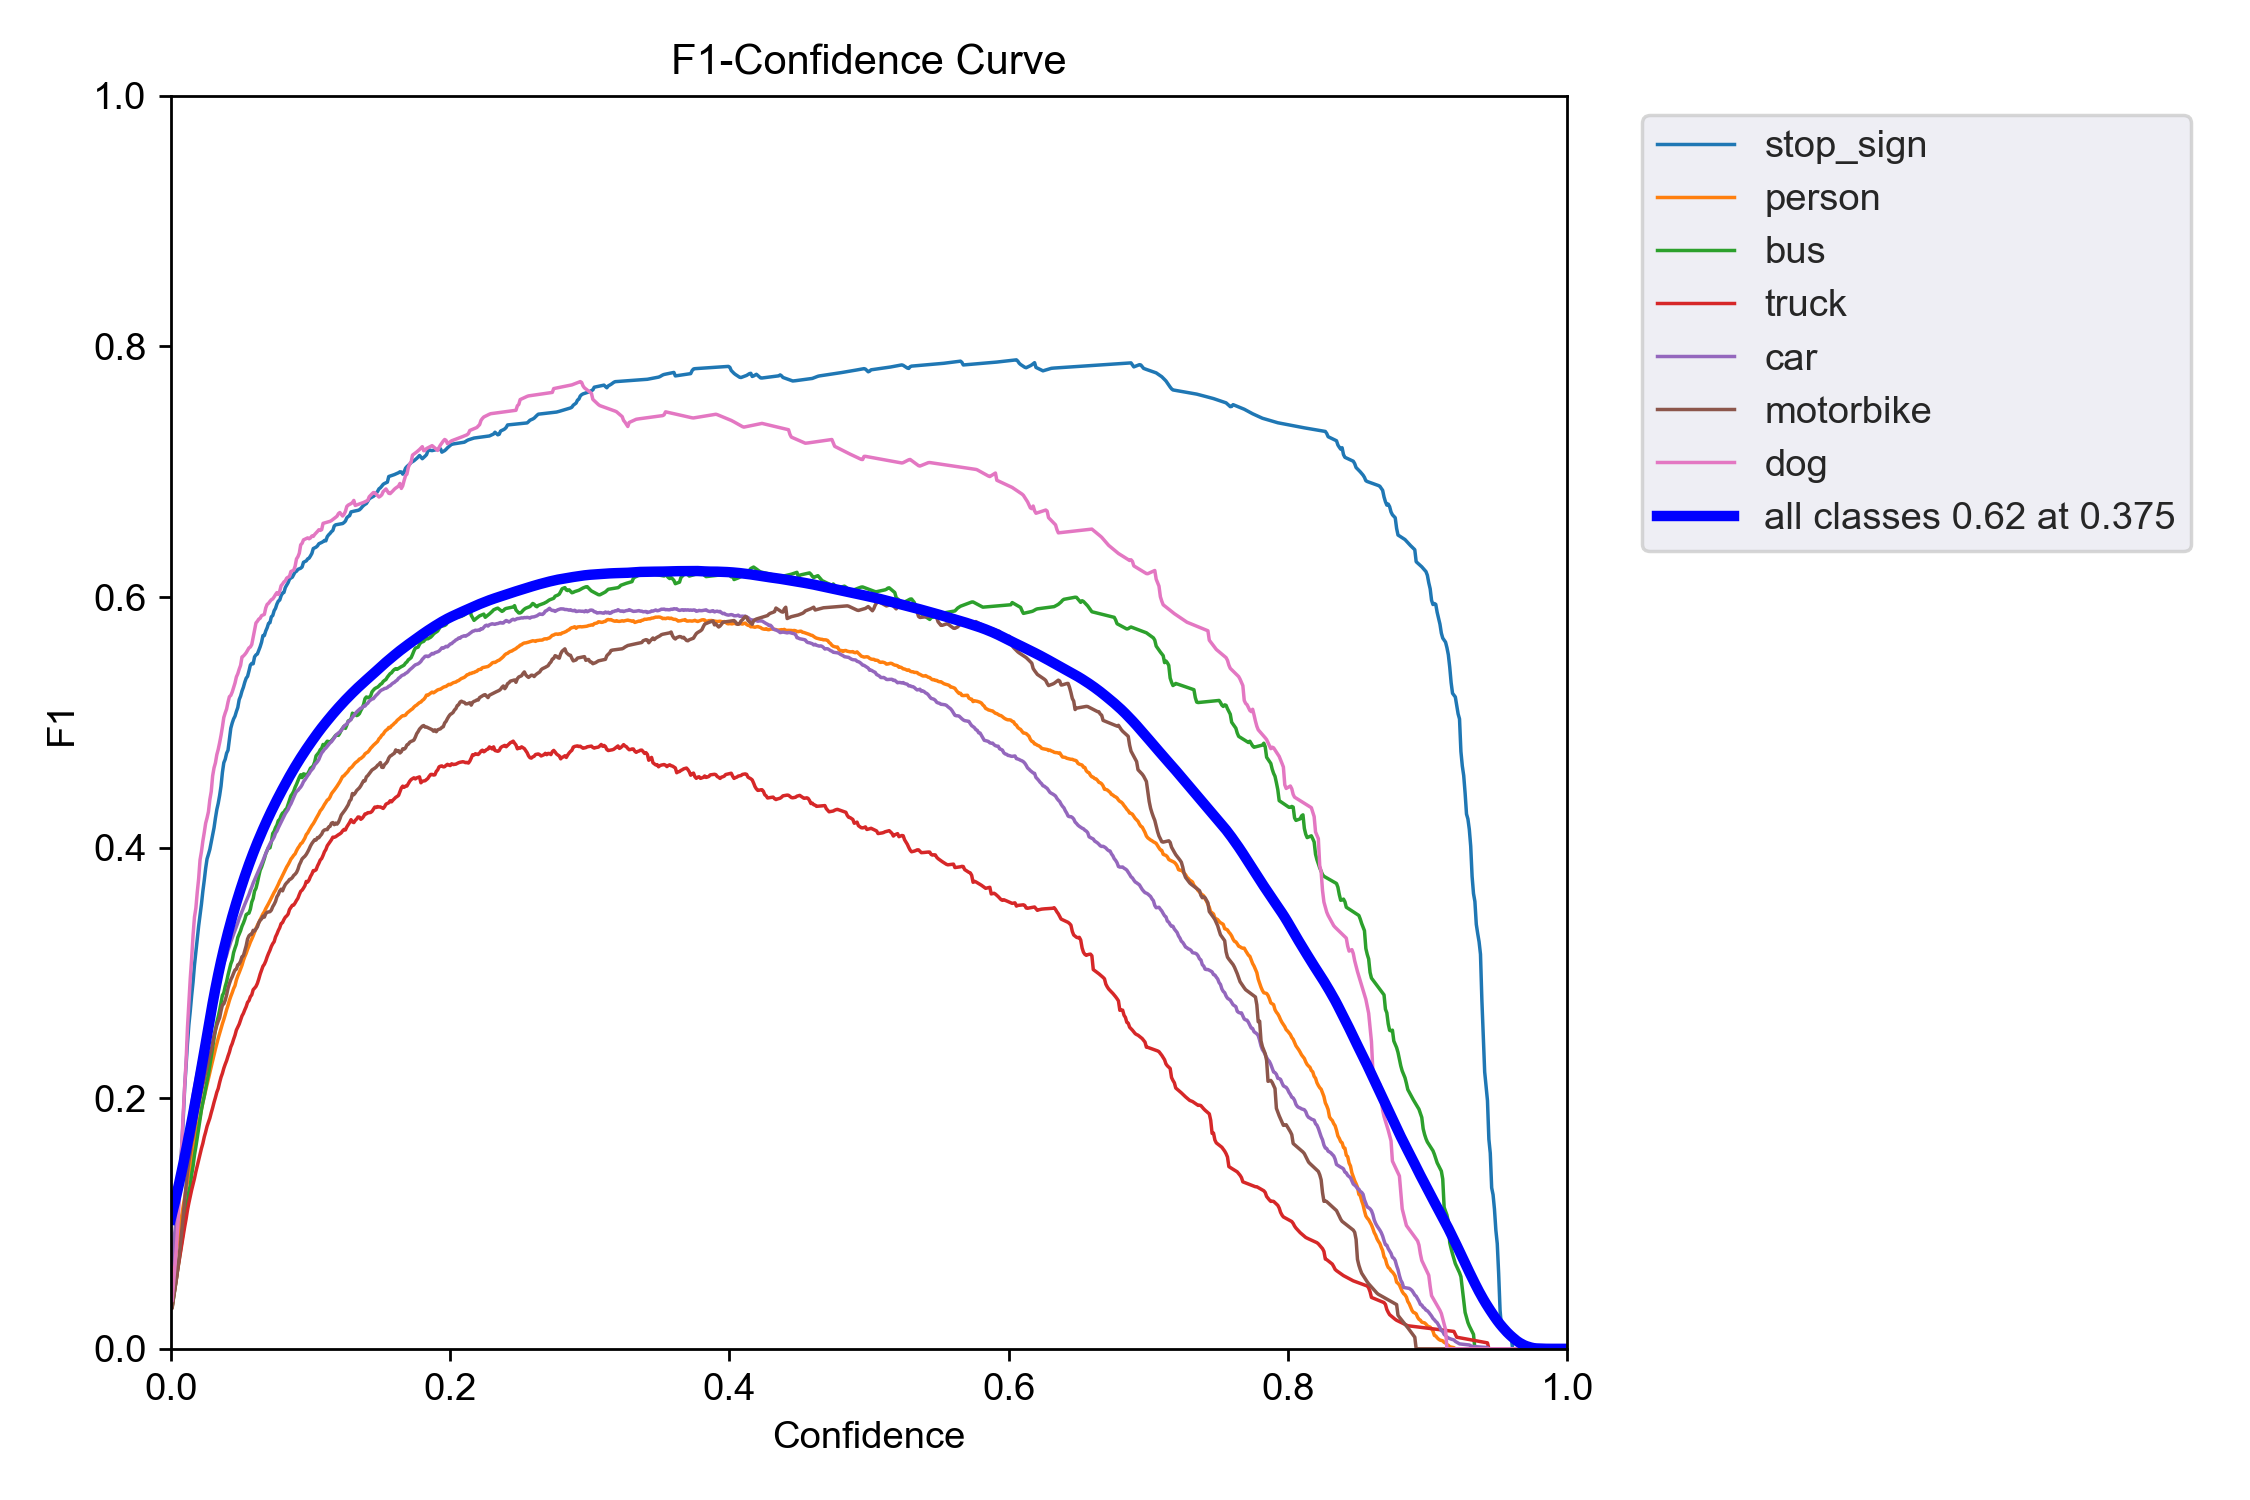 F1-Confidence Curve
1.0
0.8
0.6
0.4
0.2
0.0
F1
0.0 0.2 0.4 0.6 0.8 1.0
Confidence
stop_sign
person
bus
truck
car
motorbike
dog
all classes 0.62 at 0.375